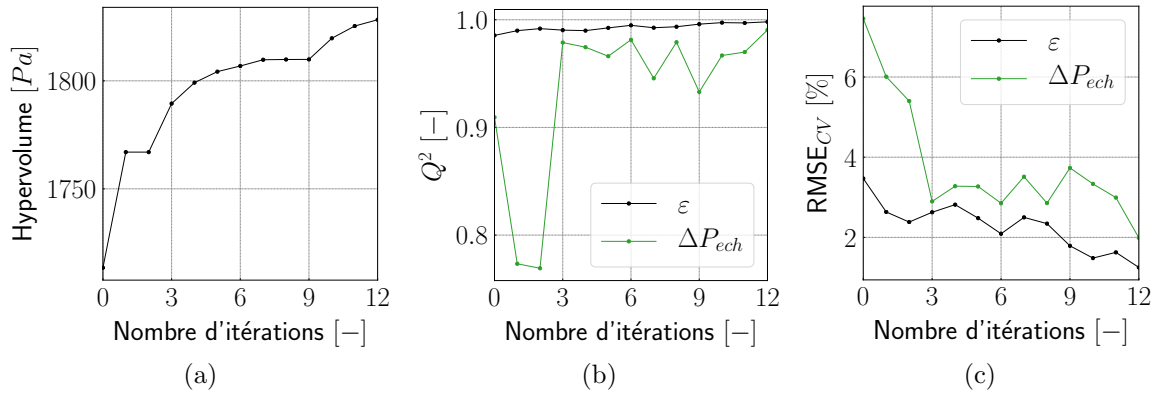 Hypervolume [Pa]
1800
1750
0 3 6 9 12
Nombre d'itérations [−]
(a)
Q² [−]
1.0
0.9
0.8
ε
ΔP_ech
0 3 6 9 12
Nombre d'itérations [−]
(b)
RMSE_CV [%]
6
4
2
ε
ΔP_ech
0 3 6 9 12
Nombre d'itérations [−]
(c)